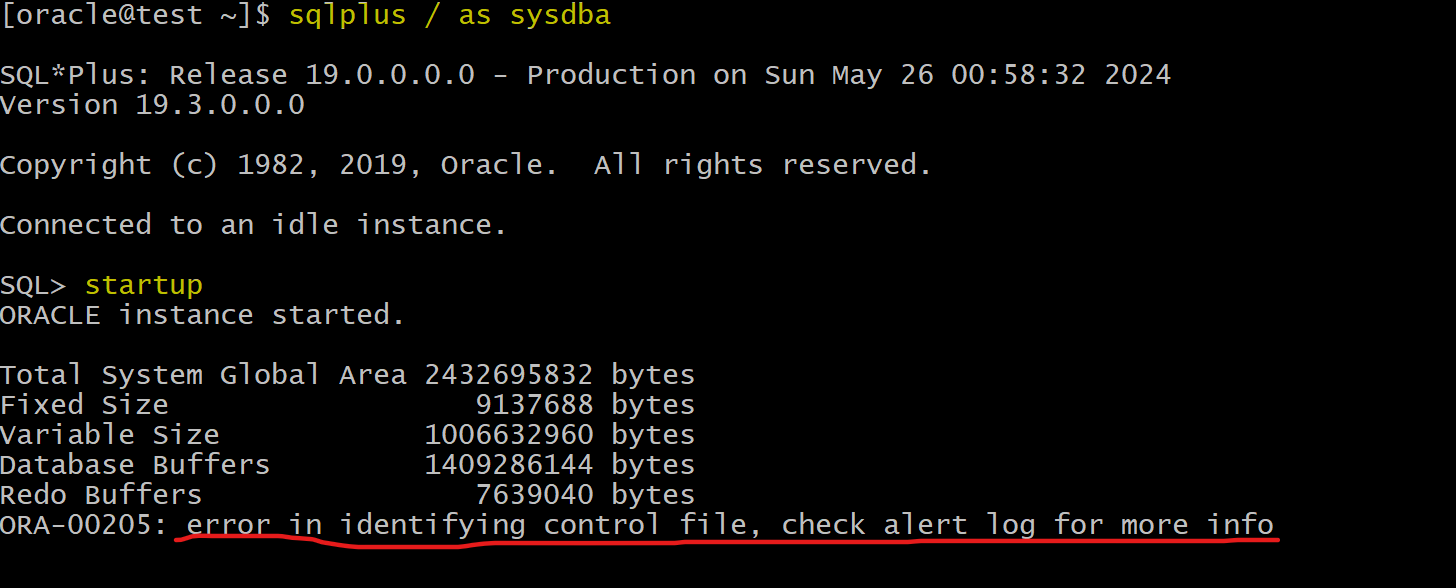 [oracle@test ~]$ sqlplus / as sysdba
SQL*Plus: Release 19.0.0.0.0 - Production on Sun May 26 00:58:32 2024
Version 19.3.0.0.0
Copyright (c) 1982, 2019, Oracle.  All rights reserved.
Connected to an idle instance.
SQL> startup
ORACLE instance started.
Total System Global Area 2432695832 bytes
Fixed Size                  9137688 bytes
Variable Size            1006632960 bytes
Database Buffers         1409286144 bytes
Redo Buffers                7639040 bytes
ORA-00205: error in identifying control file, check alert log for more info